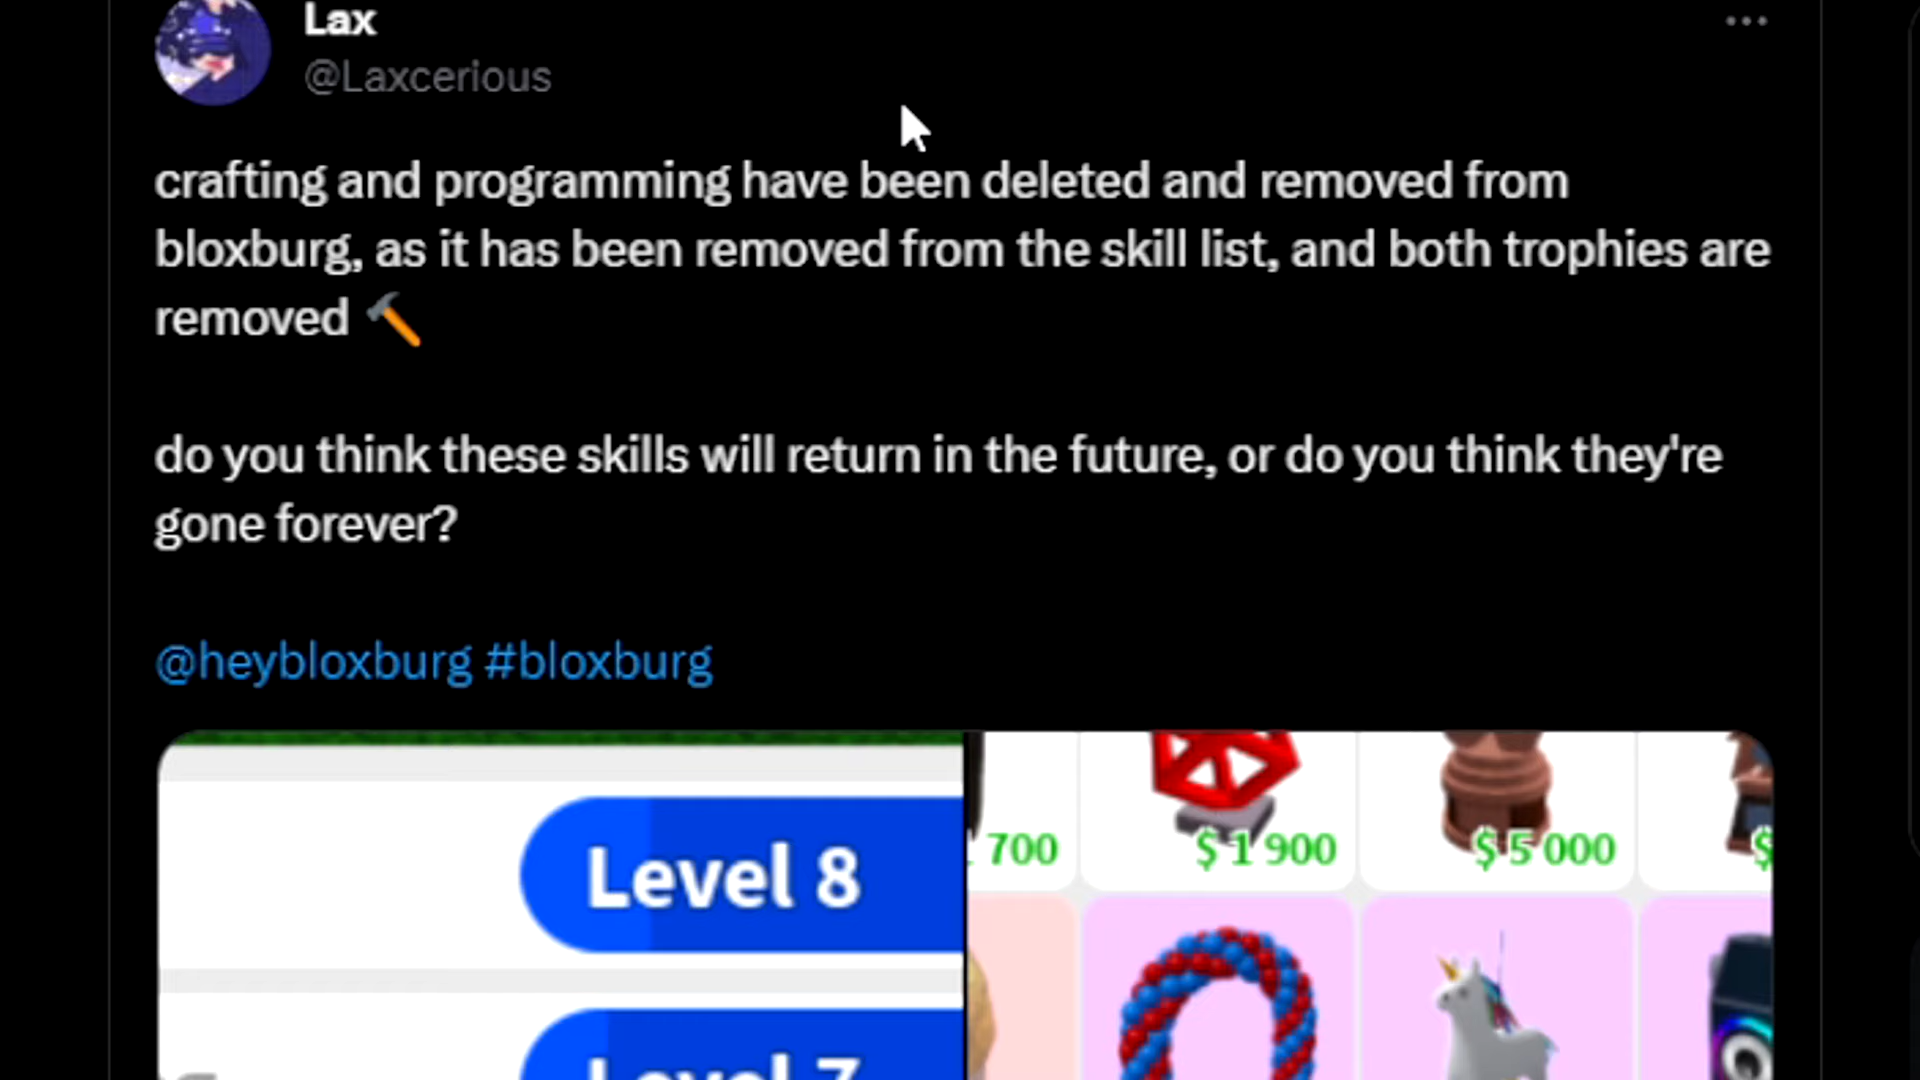 Lax
@Laxcerious
crafting and programming have been deleted and removed from
bloxburg, as it has been removed from the skill list, and both trophies are
removed 🔨
do you think these skills will return in the future, or do you think they're
gone forever?
@heybloxburg #bloxburg
700 $1 900 $5 000 $
Level 8
Level 7